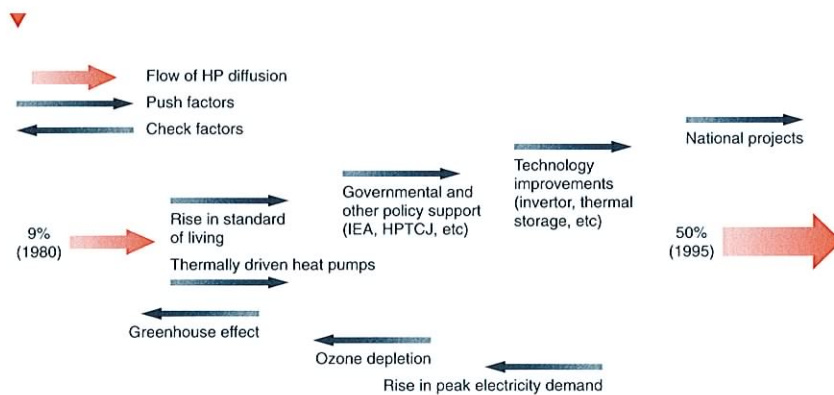 Flow of HP diffusion
Push factors
Check factors
National projects
Technology
improvements
(invertor, thermal
storage, etc)
Governmental and
other policy support
(IEA, HPTCJ, etc)
Rise in standard
of living
9%
(1980)
50%
(1995)
Thermally driven heat pumps
Greenhouse effect
Ozone depletion
Rise in peak electricity demand